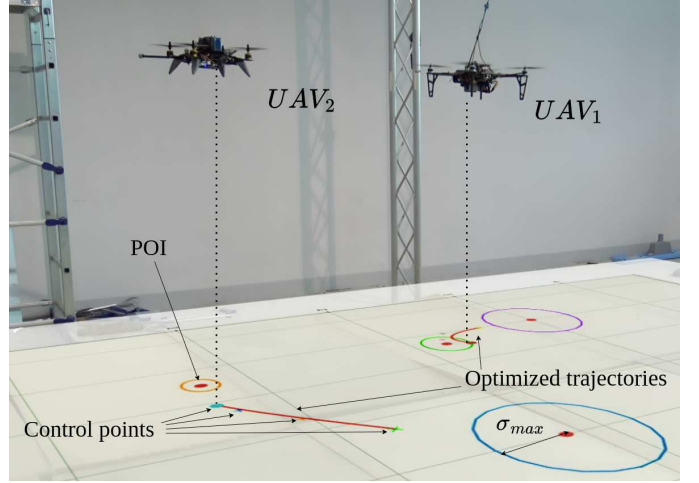 UAV₂
UAV₁
POI
Optimized trajectories
Control points
σₘₐₓ